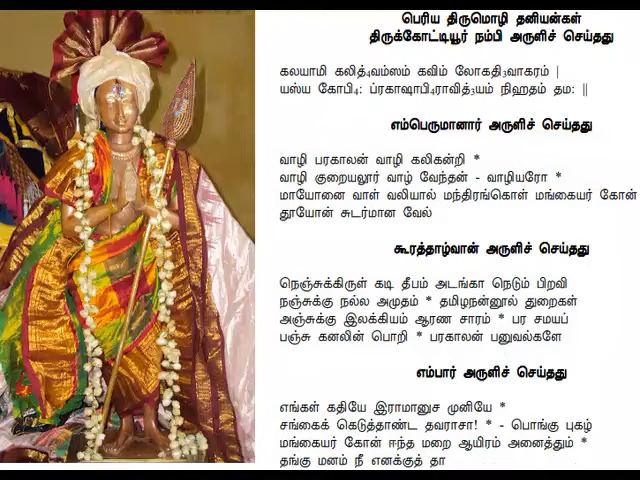 பெரிய திருமொழி தனியன்கள்
திருக்கோட்டியூர் நம்பி அருளிச் செய்தது
கலயாமி கலித்₄வம்ஸம் கவிம் லோகதி₃வாகரம் |
யஸ்ய கோபி₄: ப்ரகாஷாபி₄ராவித்₃யம் நிஹதம் தம: ||
எம்பெருமானார் அருளிச் செய்தது
வாழி பரகாலன் வாழி கலிகன்றி *
வாழி குறையலூர் வாழ் வேந்தன் - வாழியரோ *
மாயோனை வாள் வலியால் மந்திரங்கொள் மங்கையர் கோன்
தூயோன் சுடர்மான வேல்
கூரத்தாழ்வான் அருளிச் செய்தது
நெஞ்சுக்கிருள் கடி தீபம் அடங்கா நெடும் பிறவி
நஞ்சுக்கு நல்ல அமுதம் * தமிழநன்னூல் துறைகள்
அஞ்சுக்கு இலக்கியம் ஆரண சாரம் * பர சமயப்
பஞ்சு கனலின் பொறி * பரகாலன் பனுவல்களே
எம்பார் அருளிச் செய்தது
எங்கள் கதியே இராமானுச முனியே *
சங்கைக் கெடுத்தாண்ட தவராசா! * - பொங்கு புகழ்
மங்கையர் கோன் ஈந்த மறை ஆயிரம் அனைத்தும் *
தங்கு மனம் நீ எனக்குத் தா